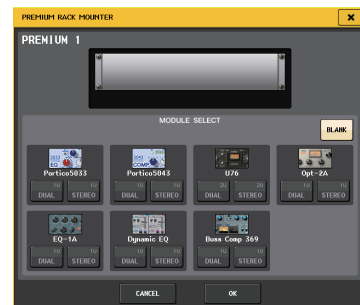 PREMIUM RACK MOUNTER
PREMIUM 1
MODULE SELECT
BLANK
Portico5033
1U DUAL 1U STEREO
Portico5043
1U DUAL 1U STEREO
U76
2U DUAL 2U STEREO
Opt-2A
1U DUAL 1U STEREO
EQ-1A
1U DUAL 1U STEREO
Dynamic EQ
1U DUAL 1U STEREO
Buss Comp 369
1U DUAL 1U STEREO
CANCEL
OK